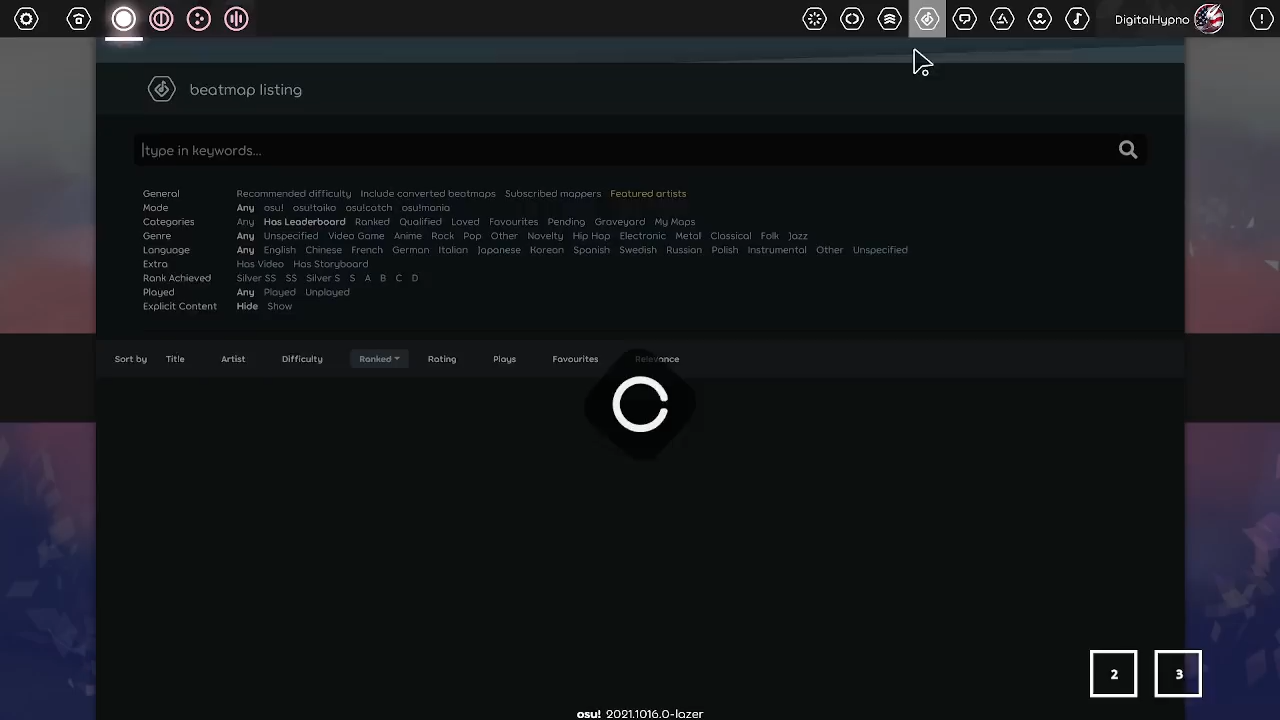 DigitalHypno
beatmap listing
type in keywords...
General Recommended difficulty Include converted beatmaps Subscribed mappers Featured artists
Mode Any osu! osu!taiko osu!catch osu!mania
Categories Any Has Leaderboard Ranked Qualified Loved Favourites Pending Graveyard My Maps
Genre Any Unspecified Video Game Anime Rock Pop Other Novelty Hip Hop Electronic Metal Classical Folk Jazz
Language Any English Chinese French German Italian Japanese Korean Spanish Swedish Russian Polish Instrumental Other Unspecified
Extra Has Video Has Storyboard
Rank Achieved Silver SS SS Silver S S A B C D
Played Any Played Unplayed
Explicit Content Hide Show
Sort by Title Artist Difficulty Ranked Rating Plays Favourites Relevance
2 3
osu! 2021.1016.0-lazer